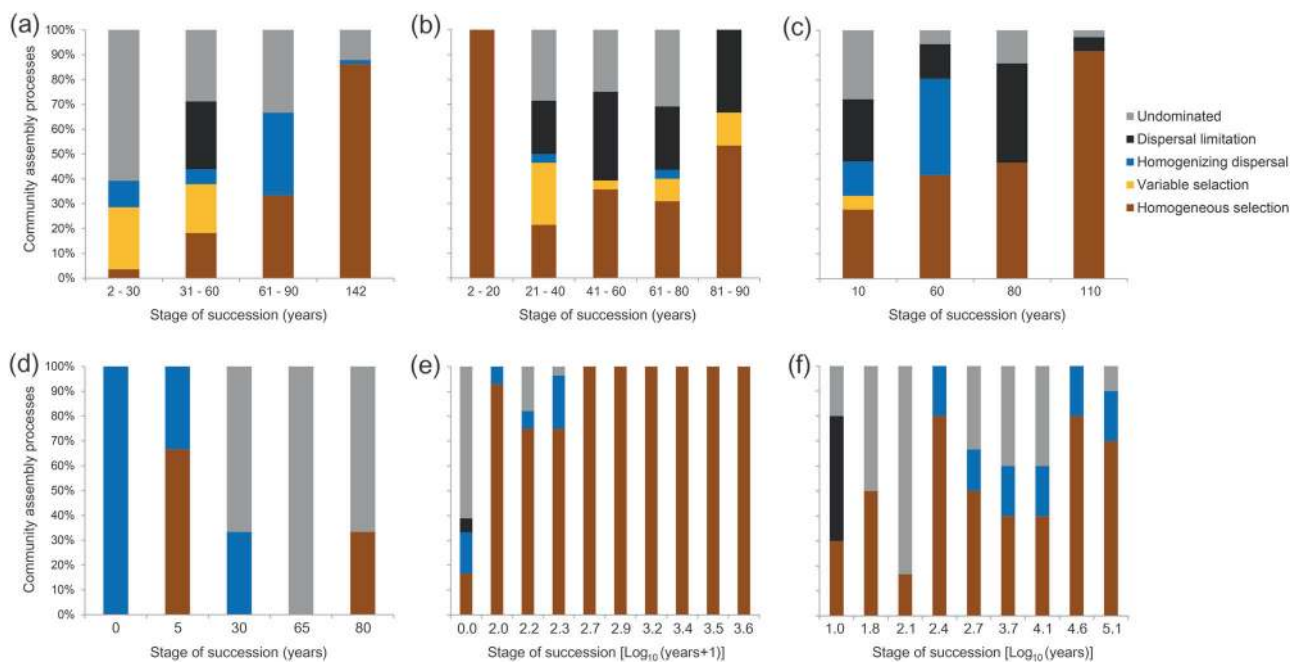 (a)
(b)
(c)
Community assembly processes
100%
90%
80%
70%
60%
50%
40%
30%
20%
10%
0%
2 - 30 31 - 60 61 - 90 142
Stage of succession (years)
2 - 20 21 - 40 41 - 60 61 - 80 81 - 90
Stage of succession (years)
10 60 80 110
Stage of succession (years)
Undominated
Dispersal limitation
Homogenizing dispersal
Variable selaction
Homogeneous selection
(d)
(e)
(f)
Community assembly processes
100%
90%
80%
70%
60%
50%
40%
30%
20%
10%
0%
0 5 30 65 80
Stage of succession (years)
0.0 2.0 2.2 2.3 2.7 2.9 3.2 3.4 3.5 3.6
Stage of succession [Log10 (years+1)]
1.0 1.8 2.1 2.4 2.7 3.7 4.1 4.6 5.1
Stage of succession [Log10 (years)]